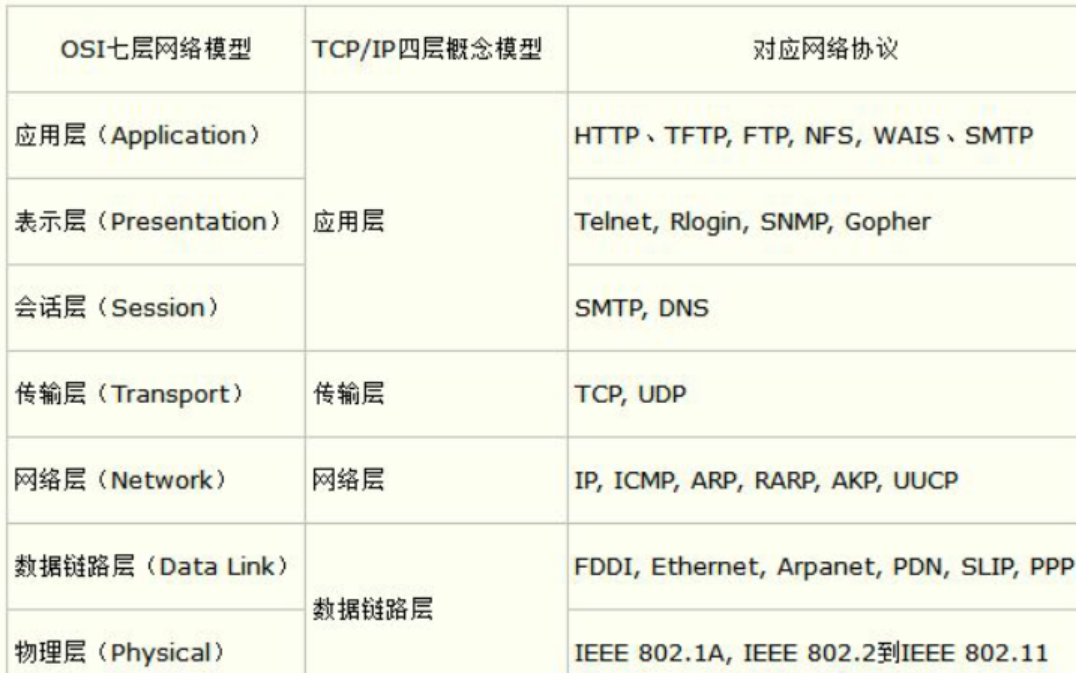 OSI七层网络模型 TCP/IP四层概念模型 对应网络协议
应用层（Application） HTTP、TFTP, FTP, NFS, WAIS、SMTP
表示层（Presentation） 应用层 Telnet, Rlogin, SNMP, Gopher
会话层（Session） SMTP, DNS
传输层（Transport） 传输层 TCP, UDP
网络层（Network） 网络层 IP, ICMP, ARP, RARP, AKP, UUCP
数据链路层（Data Link） FDDI, Ethernet, Arpanet, PDN, SLIP, PPP
数据链路层
物理层（Physical） IEEE 802.1A, IEEE 802.2到IEEE 802.11